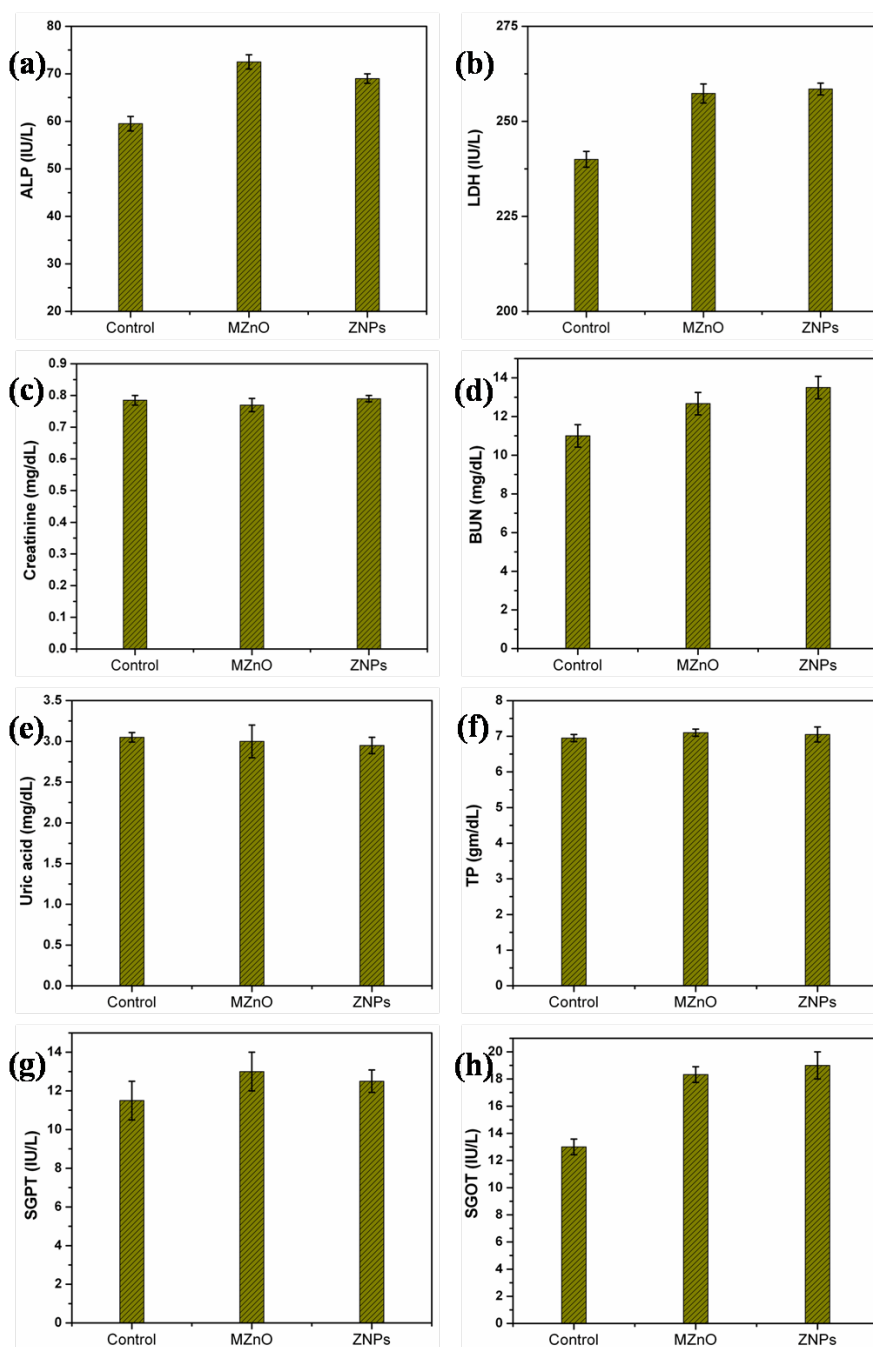 (a)
ALP (IU/L)
80
70
60
50
40
30
20
Control MZnO ZNPs
(b)
LDH (IU/L)
275
250
225
200
Control MZnO ZNPs
(c)
Creatinine (mg/dL)
0.9
0.8
0.7
0.6
0.5
0.4
0.3
0.2
0.1
0.0
Control MZnO ZNPs
(d)
BUN (mg/dL)
14
12
10
8
6
4
2
0
Control MZnO ZNPs
(e)
Uric acid (mg/dL)
3.5
3.0
2.5
2.0
1.5
1.0
0.5
0.0
Control MZnO ZNPs
(f)
TP (gm/dL)
8
7
6
5
4
3
2
1
0
Control MZnO ZNPs
(g)
SGPT (IU/L)
14
12
10
8
6
4
2
0
Control MZnO ZNPs
(h)
SGOT (IU/L)
20
18
16
14
12
10
8
6
4
2
0
Control MZnO ZNPs